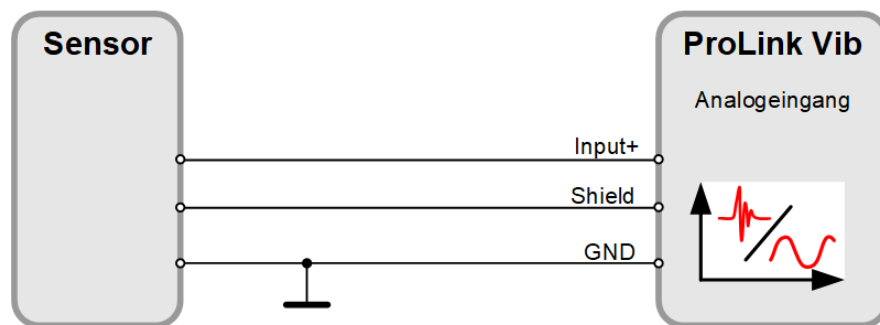 Sensor
ProLink Vib
Analogeingang
Input+
Shield
GND